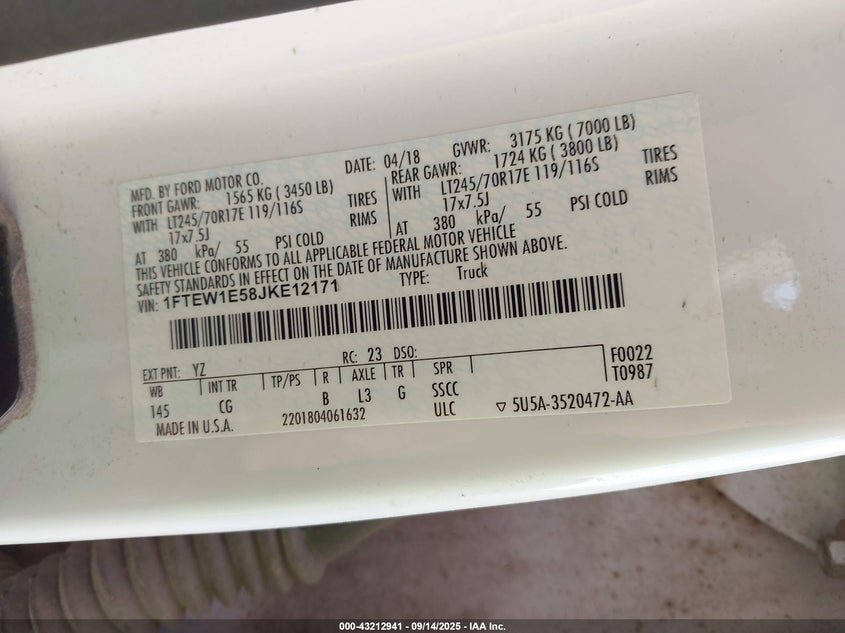 MFD. BY FORD MOTOR CO.
DATE: 04/18 GVWR: 3175 KG ( 7000 LB)
FRONT GAWR: 1565 KG ( 3450 LB) REAR GAWR: 1724 KG ( 3800 LB)
WITH LT245/70R17E 119/116S TIRES WITH LT245/70R17E 119/116S TIRES
17x7.5J RIMS 17x7.5J RIMS
AT 380 kPa/ 55 PSI COLD AT 380 kPa/ 55 PSI COLD
THIS VEHICLE CONFORMS TO ALL APPLICABLE FEDERAL MOTOR VEHICLE
SAFETY STANDARDS IN EFFECT ON THE DATE OF MANUFACTURE SHOWN ABOVE.
VIN: 1FTEW1E58JKE12171 TYPE: Truck
EXT PNT: YZ RC: 23 DSO: F0022
WB INT TR TP/PS R AXLE TR SPR T0987
145 CG B L3 G SSCC
MADE IN U.S.A. 2201804061632 ULC ▽ 5U5A-3520472-AA
000-43212941 - 09/14/2025 - IAA Inc.